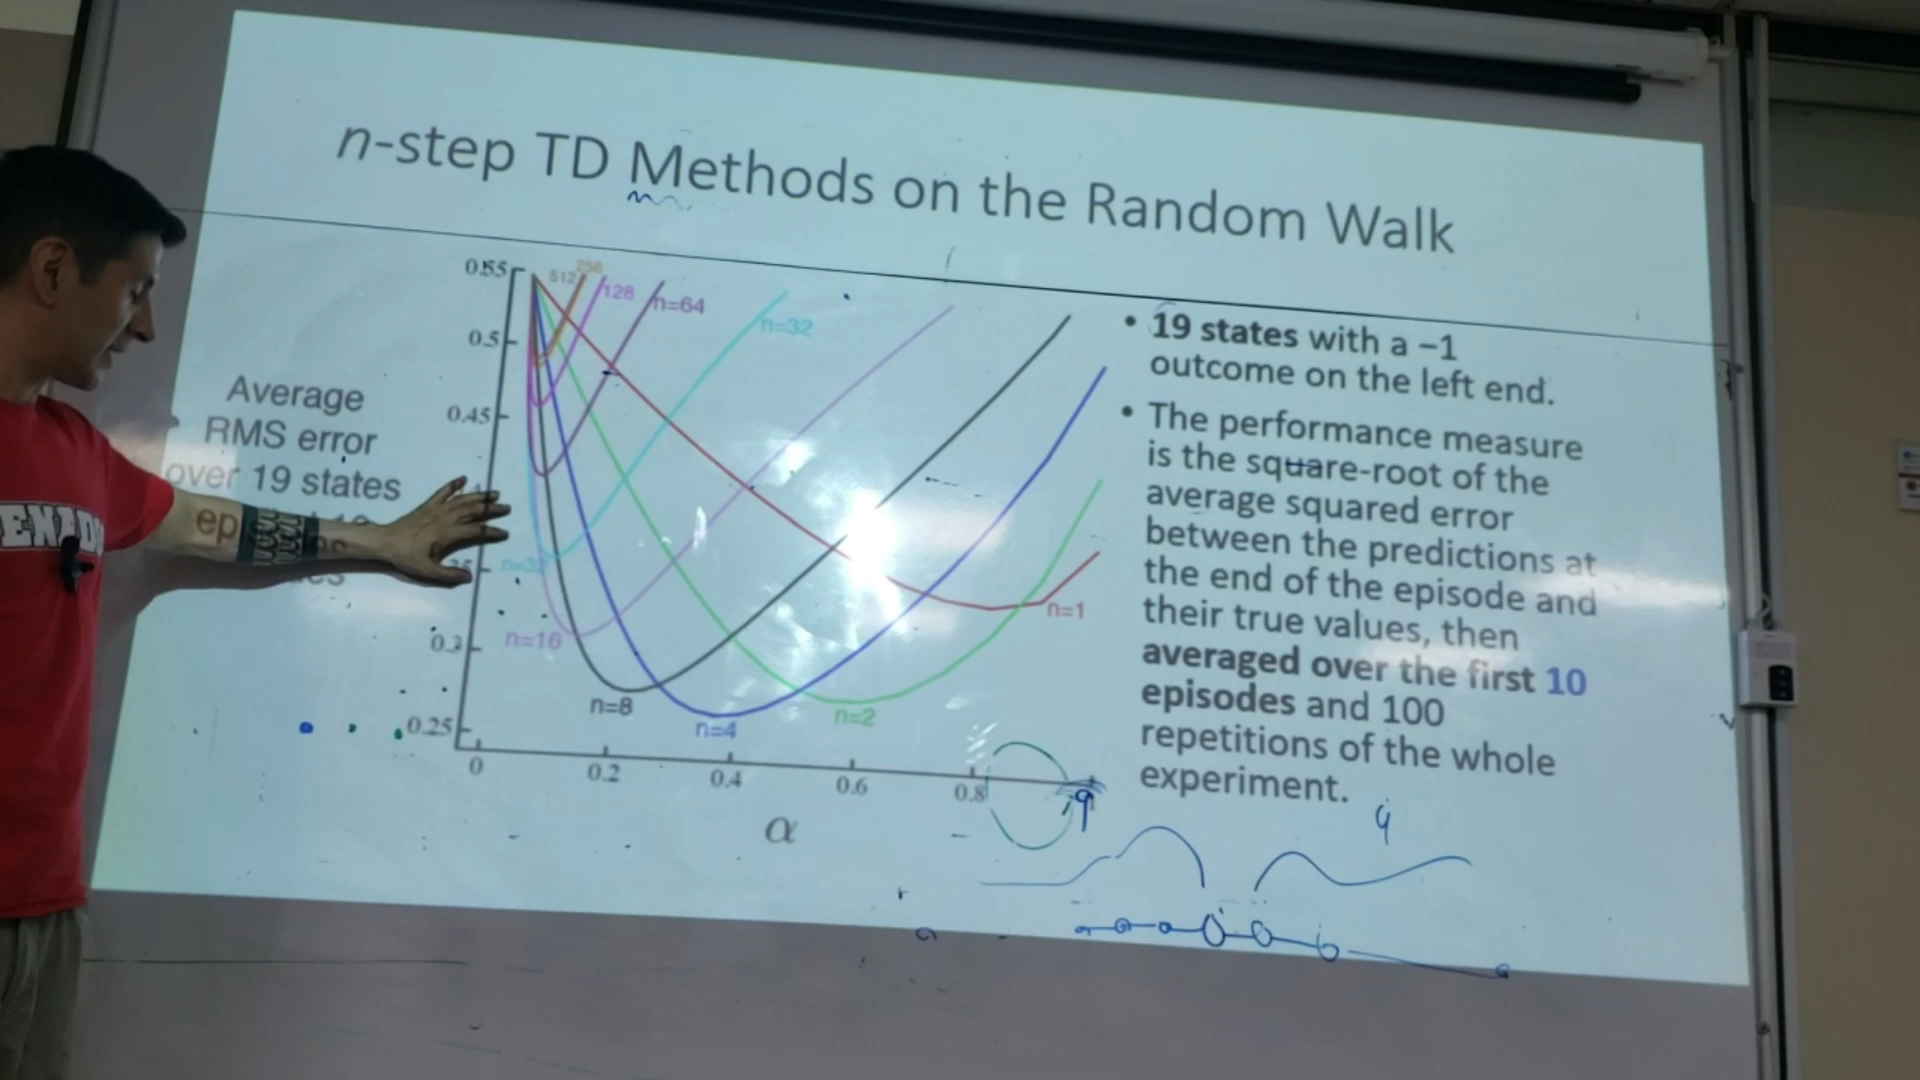 n-step TD Methods on the Random Walk
0.55
0.5
0.45
0.3
0.25
0
0.2
0.4
0.6
0.8
α
Average
RMS error
over 19 states
512
256
128
n=64
n=32
n=32
n=16
n=8
n=4
n=2
n=1
• 19 states with a −1
outcome on the left end.
• The performance measure
is the square-root of the
average squared error
between the predictions at
the end of the episode and
their true values, then
averaged over the first 10
episodes and 100
repetitions of the whole
experiment.